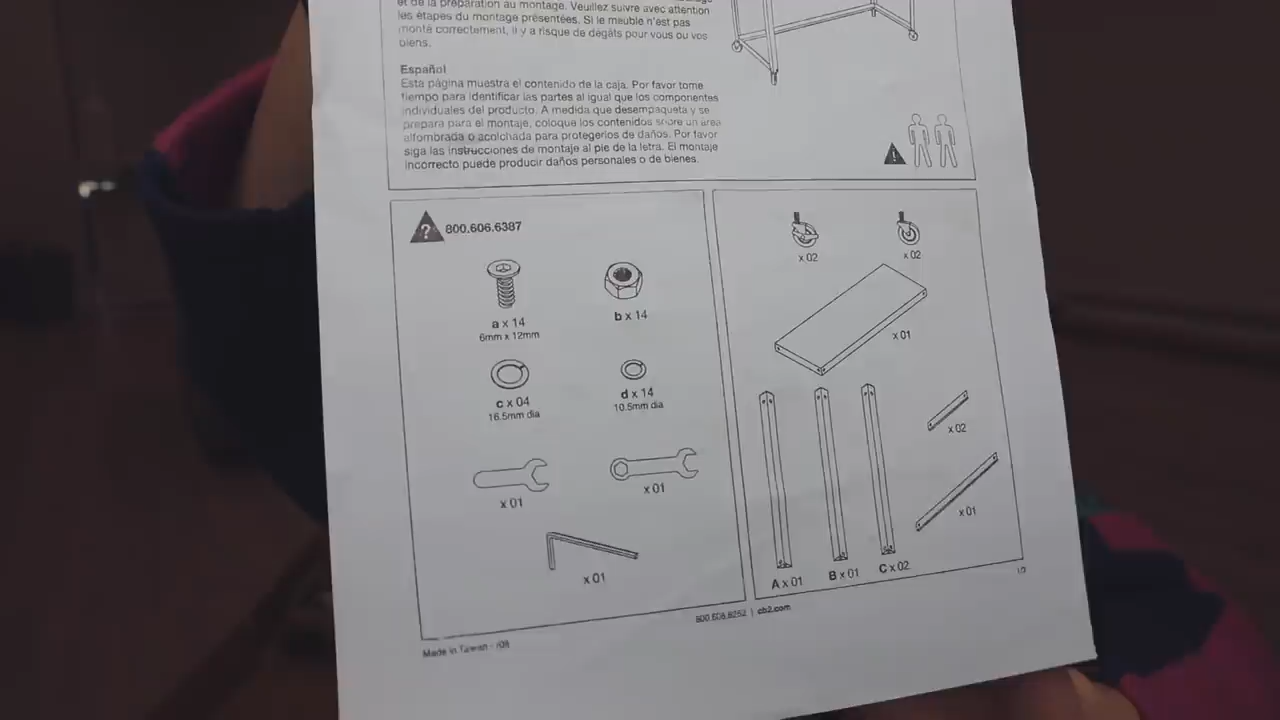 et de la préparation au montage. Veuillez suivre avec attention
les étapes du montage présentées. Si le meuble n'est pas
monté correctement, il y a risque de dégâts pour vous ou vos
biens.
Español
Esta página muestra el contenido de la caja. Por favor tome
tiempo para identificar las partes al igual que los componentes
individuales del producto. A medida que desempaqueta y se
prepara para el montaje, coloque los contenidos sobre un área
alfombrada o acolchada para protegerlos de daños. Por favor
siga las instrucciones de montaje al pie de la letra. El montaje
incorrecto puede producir daños personales o de bienes.
!
? 800.606.6387
a x 14
6mm x 12mm
b x 14
c x 04
16.5mm dia
d x 14
10.5mm dia
x 01
x 01
x 01
x 02
x 02
x 01
x 02
x 01
A x 01
B x 01
C x 02
800.606.6252 | cb2.com
Made in Taiwan -